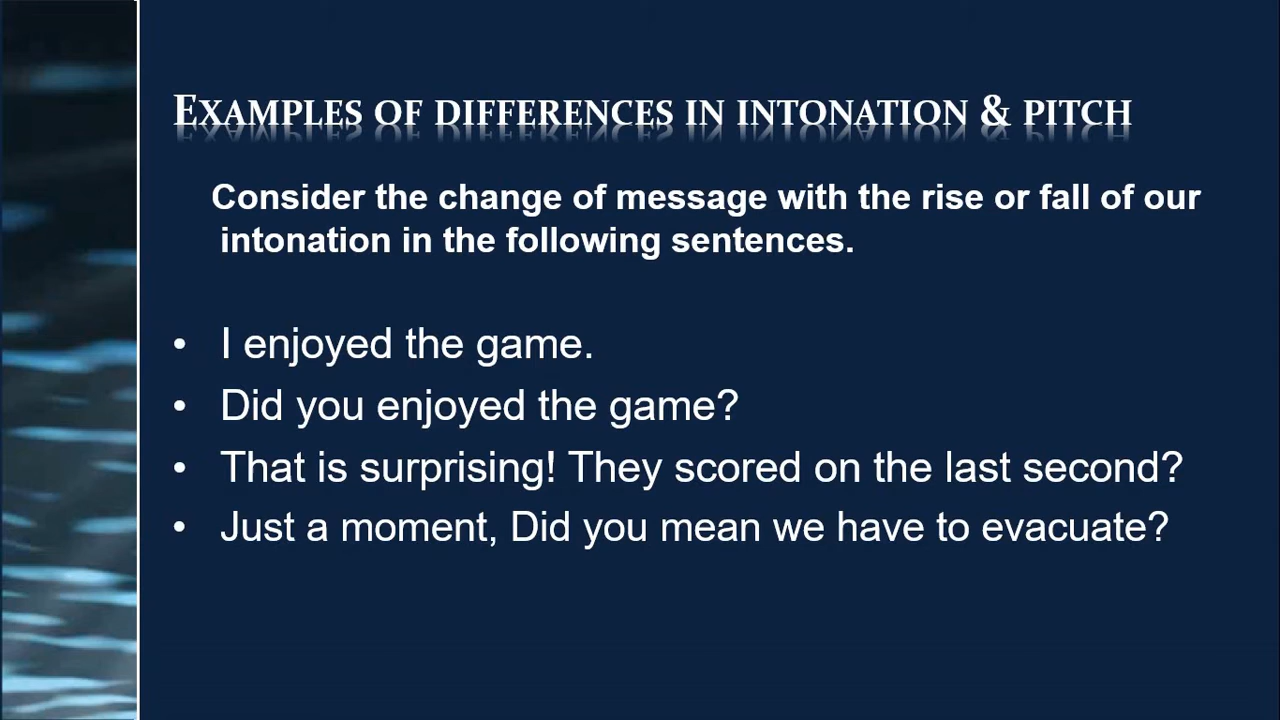 EXAMPLES OF DIFFERENCES IN INTONATION & PITCH
Consider the change of message with the rise or fall of our
intonation in the following sentences.
• I enjoyed the game.
• Did you enjoyed the game?
• That is surprising! They scored on the last second?
• Just a moment, Did you mean we have to evacuate?